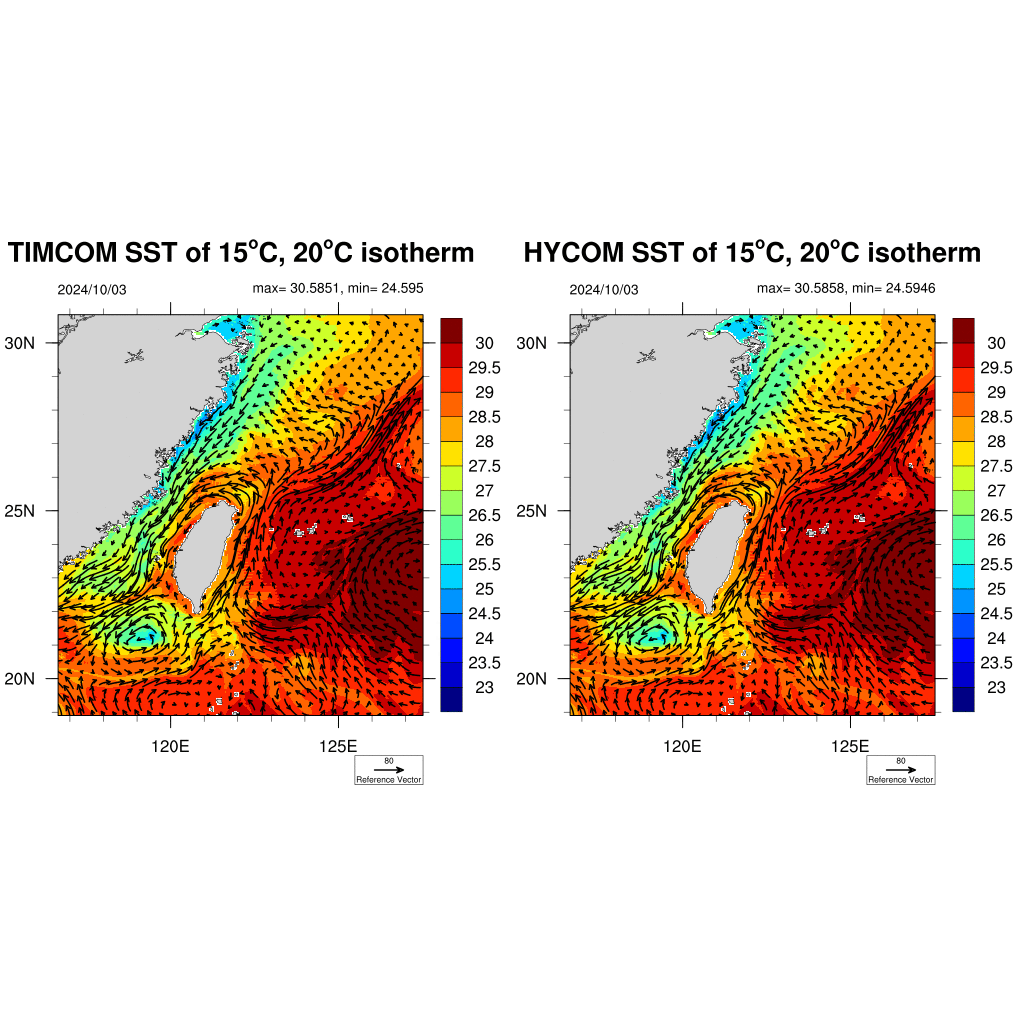 TIMCOM SST of 15°C, 20°C isotherm
2024/10/03
max= 30.5851, min= 24.595
30N
25N
20N
120E
125E
30
29.5
29
28.5
28
27.5
27
26.5
26
25.5
25
24.5
24
23.5
23
80
Reference Vector
HYCOM SST of 15°C, 20°C isotherm
2024/10/03
max= 30.5858, min= 24.5946
30N
25N
20N
120E
125E
30
29.5
29
28.5
28
27.5
27
26.5
26
25.5
25
24.5
24
23.5
23
80
Reference Vector